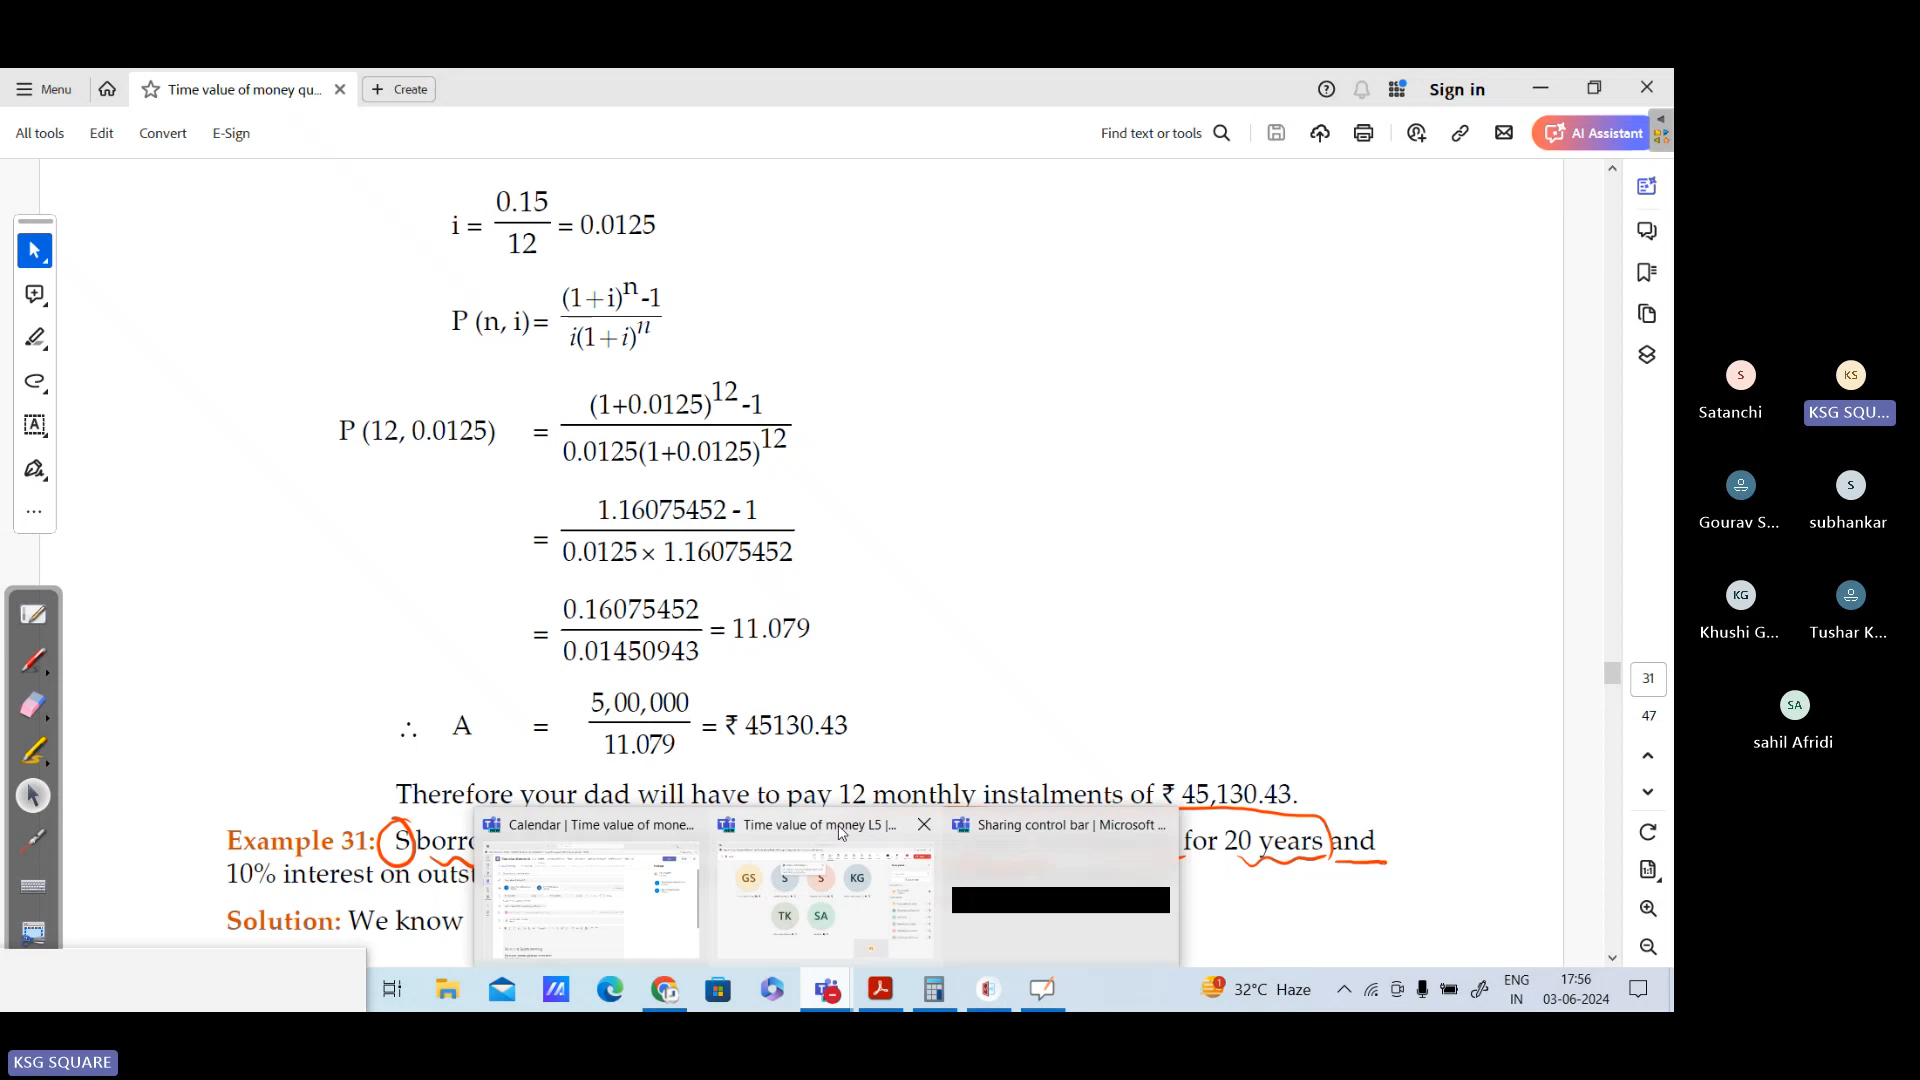 Menu
Time value of money qu...
Create
Sign in
All tools
Edit
Convert
E-Sign
Find text or tools
AI Assistant
i = 0.15 / 12 = 0.0125
P (n, i) = (1+i)^n -1 / i(1+i)^n
P (12, 0.0125) = (1+0.0125)^12 -1 / 0.0125(1+0.0125)^12
= 1.16075452 - 1 / 0.0125 × 1.16075452
= 0.16075452 / 0.01450943 = 11.079
∴ A = 5,00,000 / 11.079 = ₹ 45130.43
Therefore your dad will have to pay 12 monthly instalments of ₹ 45,130.43.
Example 31: S borro
for 20 years and
10% interest on outs
Solution: We know
Calendar | Time value of mone...
Time value of money L5 |...
Sharing control bar | Microsoft ...
GS
S
S
KG
TK
SA
31
47
S
Satanchi
KS
KSG SQU...
Gourav S...
S
subhankar
KG
Khushi G...
Tushar K...
SA
sahil Afridi
1
32°C Haze
ENG
IN
17:56
03-06-2024
KSG SQUARE